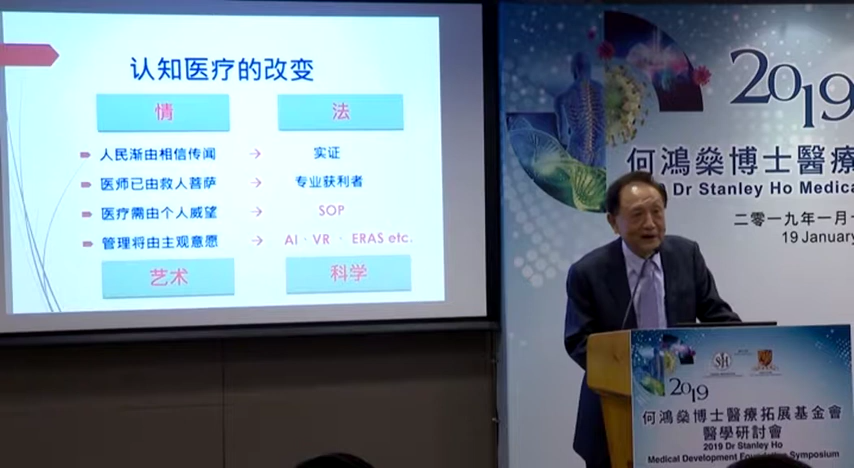 认知医疗的改变
情 法
人民渐由相信传闻 → 实证
医师已由救人菩萨 → 专业获利者
医疗需由个人威望 → SOP
管理将由主观意愿 → AI · VR · ERAS etc.
艺术 科学
2019
何鴻燊博士醫療
Dr Stanley Ho Medical
二零一九年一月十
19 January
2019
何鴻燊博士醫療拓展基金會
醫學研討會
2019 Dr Stanley Ho
Medical Development Foundation Symposium